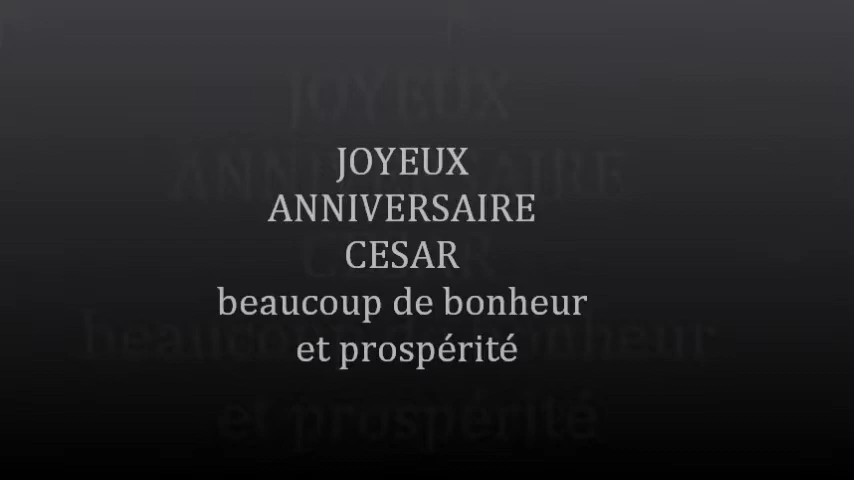 JOYEUX
ANNIVERSAIRE
CESAR
beaucoup de bonheur
et prospérité